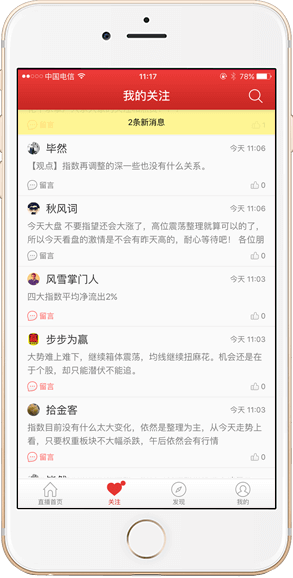 中国电信 11:17 78%
我的关注
留言 1
2条新消息
毕然 今天 11:06
【观点】指数再调整的深一些也没有什么关系。
留言 0
秋风词 今天 11:06
今天大盘 不要指望还会大涨了，高位震荡整理就算可以的了，
所以今天看盘的激情是不会有昨天高的，耐心等待吧！ 各位朋
留言 0
风雪掌门人 今天 11:03
四大指数平均净流出2%
留言 0
步步为赢 今天 11:03
大势难上难下，继续箱体震荡，均线继续扭麻花。机会还是在
于个股，却只能潜伏不能追。
留言 0
拾金客 今天 11:03
指数目前没有什么太大变化，依然是整理为主，从今天走势上
看，只要权重板块不大幅杀跌，午后依然会有行情
留言 0
直播首页 关注 发现 我的